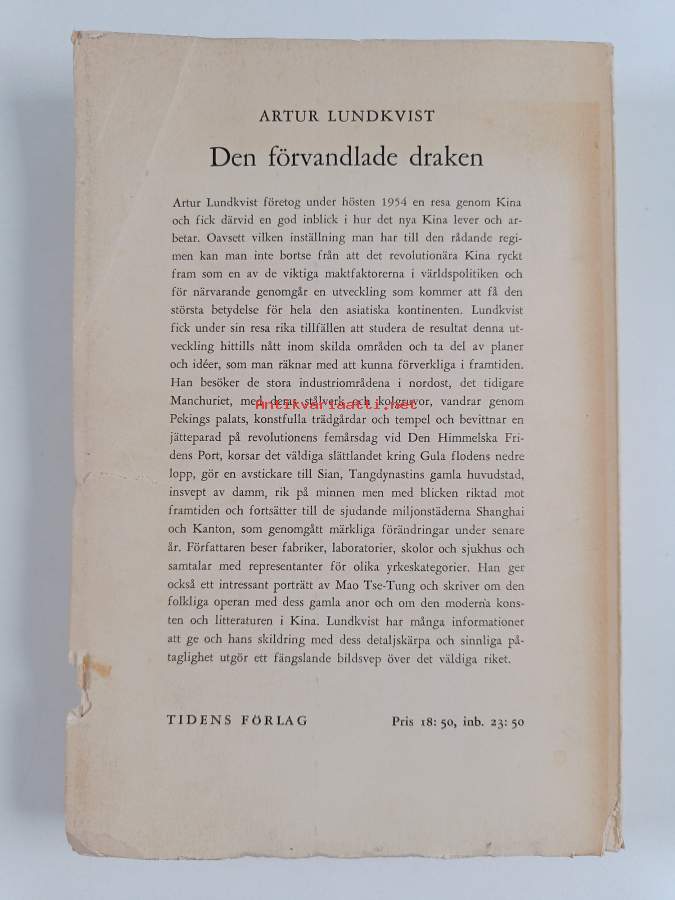 ARTUR LUNDKVIST
Den förvandlade draken
Artur Lundkvist företog under hösten 1954 en resa genom Kina
och fick därvid en god inblick i hur det nya Kina lever och ar-
betar. Oavsett vilken inställning man har till den rådande regi-
men kan man inte bortse från att det revolutionära Kina ryckt
fram som en av de viktiga maktfaktorerna i världspolitiken och
för närvarande genomgår en utveckling som kommer att få den
största betydelse för hela den asiatiska kontinenten. Lundkvist
fick under sin resa rika tillfällen att studera de resultat denna ut-
veckling hittills nått inom skilda områden och ta del av planer
och idéer, som man räknar med att kunna förverkliga i framtiden.
Han besöker de stora industriområdena i nordost, det tidigare
Manchuriet, med deras stålverk och kolgruvor, vandrar genom
Antikvariaatti.net
Pekings palats, konstfulla trädgårdar och tempel och bevittnar en
jätteparad på revolutionens femårsdag vid Den Himmelska Fri-
dens Port, korsar det väldiga slättlandet kring Gula flodens nedre
lopp, gör en avstickare till Sian, Tangdynastins gamla huvudstad,
insvept av damm, rik på minnen men med blicken riktad mot
framtiden och fortsätter till de sjudande miljonstäderna Shanghai
och Kanton, som genomgått märkliga förändringar under senare
år. Författaren beser fabriker, laboratorier, skolor och sjukhus och
samtalar med representanter för olika yrkeskategorier. Han ger
också ett intressant porträtt av Mao Tse-Tung och skriver om den
folkliga operan med dess gamla anor och om den moderna kons-
ten och litteraturen i Kina. Lundkvist har många informationer
att ge och hans skildring med dess detaljskärpa och sinnliga på-
taglighet utgör ett fängslande bildsvep över det väldiga riket.
TIDENS FÖRLAG Pris 18: 50, inb. 23: 50